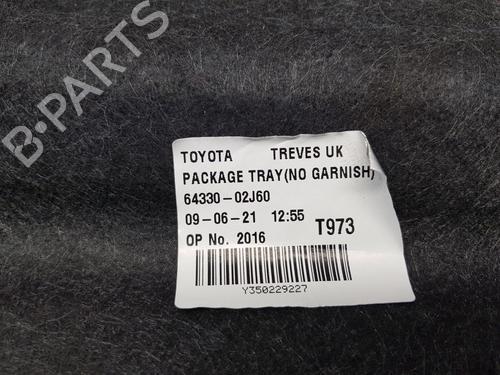 B-PARTS
TOYOTA TREVES UK
PACKAGE TRAY(NO GARNISH)
64330-02J60
09-06-21 12:55 T973
OP No. 2016
Y350229227